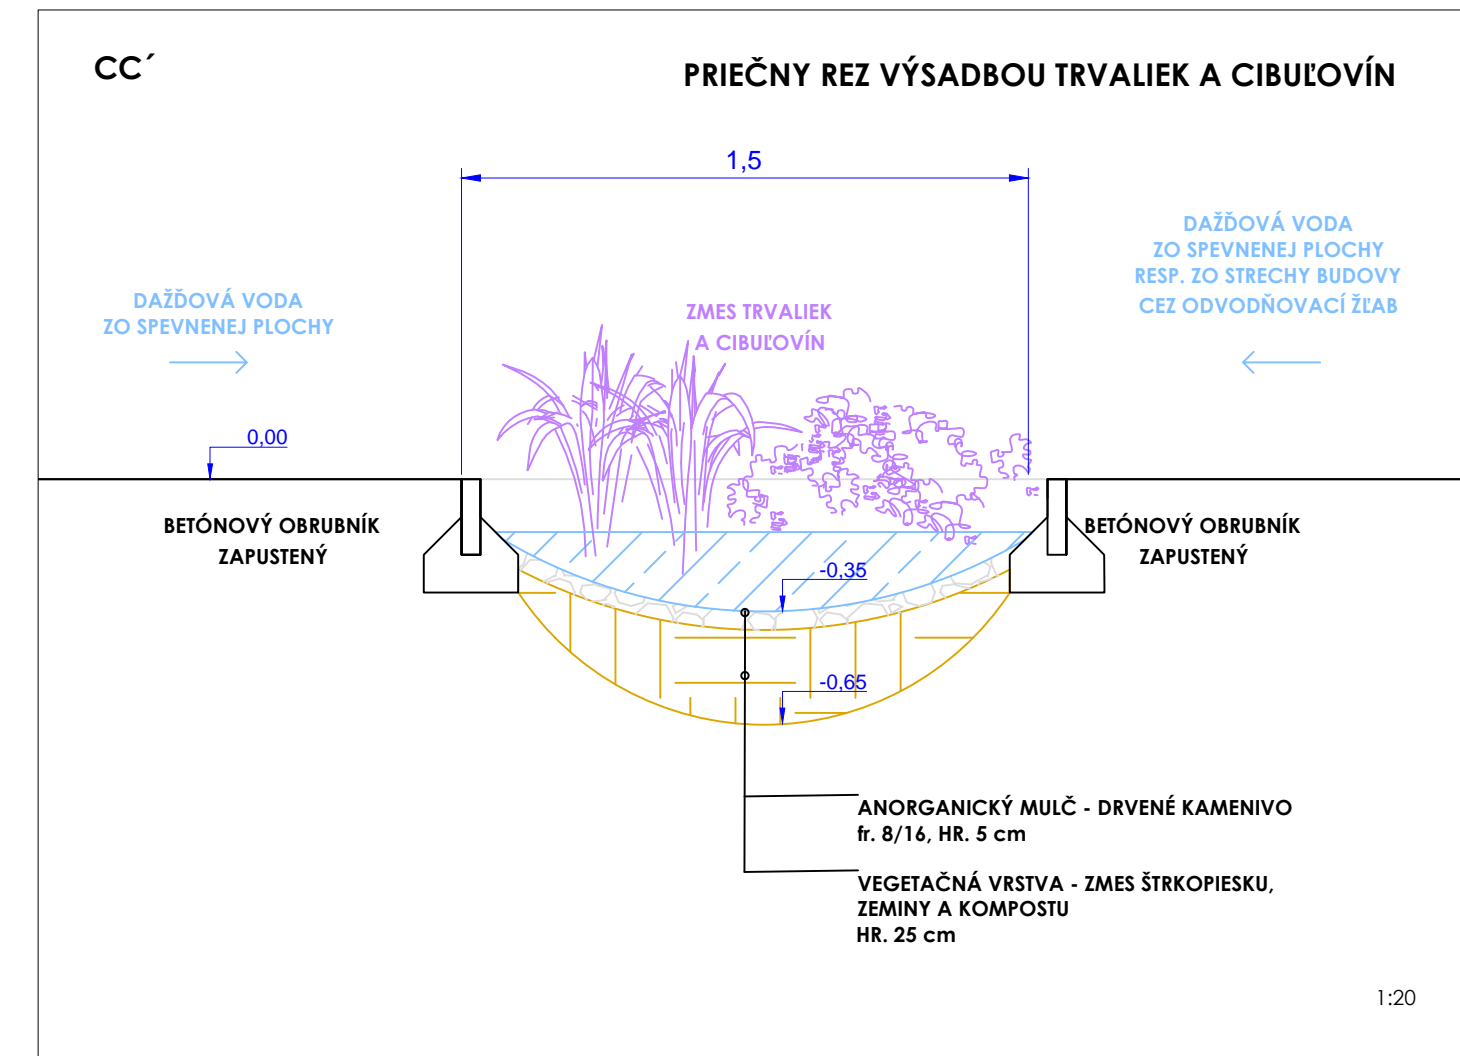 CC´
PRIEČNY REZ VÝSADBOU TRVALIEK A CIBUĽOVÍN
1,5
DAŽĎOVÁ VODA
ZO SPEVNENEJ PLOCHY
RESP. ZO STRECHY BUDOVY
CEZ ODVODŇOVACÍ ŽĽAB
DAŽĎOVÁ VODA
ZO SPEVNENEJ PLOCHY
ZMES TRVALIEK
A CIBUĽOVÍN
0,00
BETÓNOVÝ OBRUBNÍK
ZAPUSTENÝ
BETÓNOVÝ OBRUBNÍK
ZAPUSTENÝ
-0,35
-0,65
ANORGANICKÝ MULČ - DRVENÉ KAMENIVO
fr. 8/16, HR. 5 cm
VEGETAČNÁ VRSTVA - ZMES ŠTRKOPIESKU,
ZEMINY A KOMPOSTU
HR. 25 cm
1:20